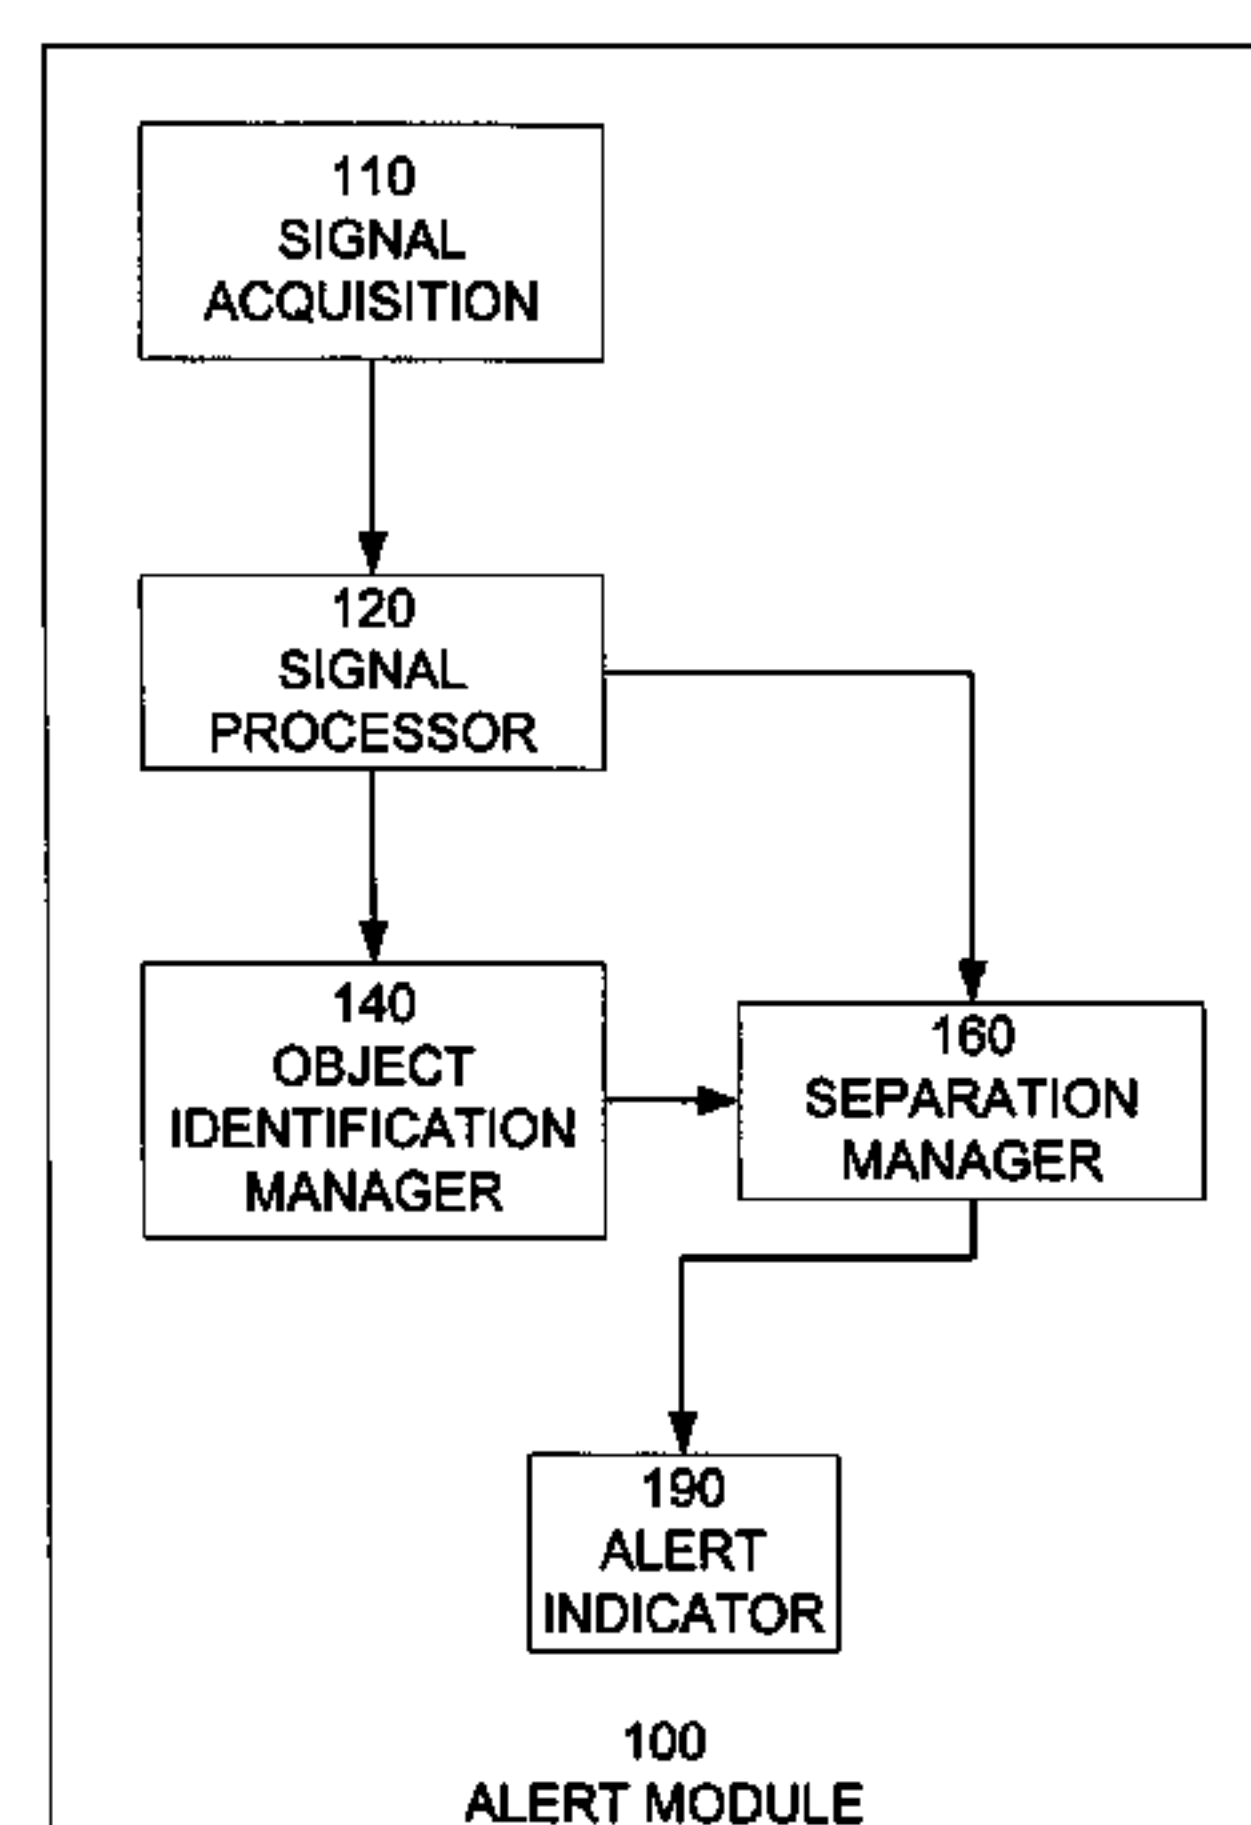 110
SIGNAL
ACQUISITION
120
SIGNAL
PROCESSOR
140
OBJECT
IDENTIFICATION
MANAGER
160
SEPARATION
MANAGER
190
ALERT
INDICATOR
100
ALERT MODULE